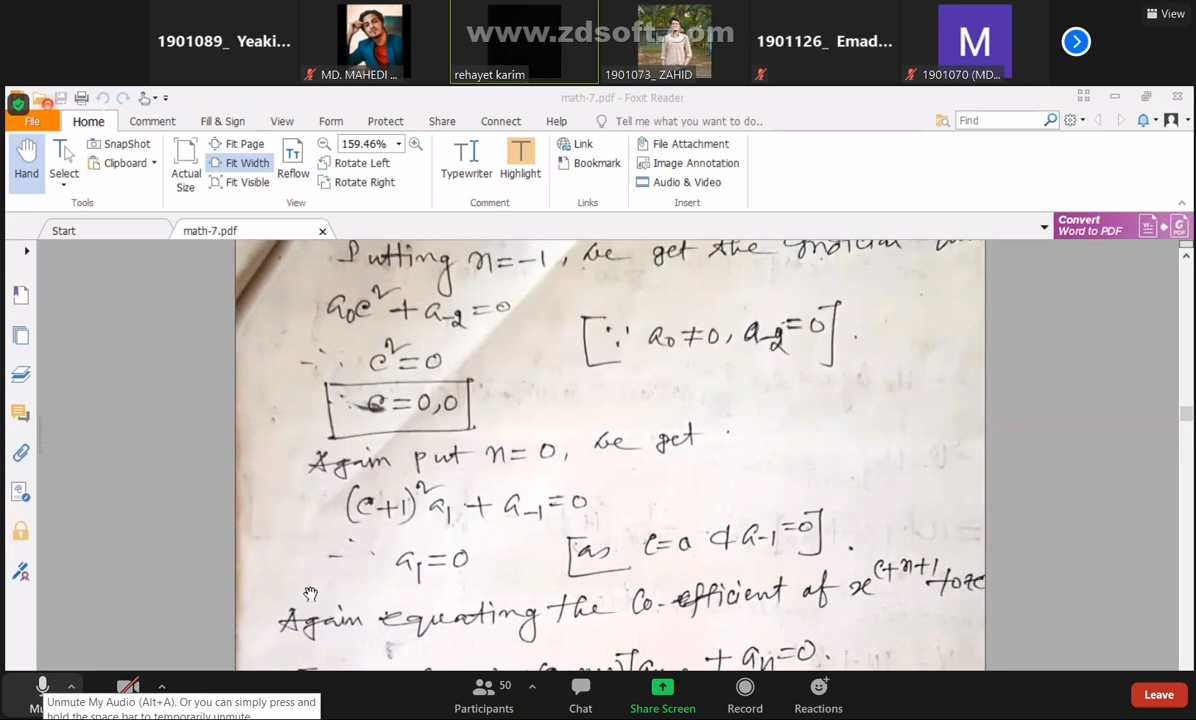 www.zdsoft.com
View
1901089_ Yeaki...
MD. MAHEDI ...
rehayet karim
1901073_ ZAHID
1901126_ Emad...
M
1901070 (MD...
math-7.pdf - Foxit Reader
File Home Comment Fill & Sign View Form Protect Share Connect Help Tell me what you want to do.. Find
Hand
Select
SnapShot
Clipboard
Tools
Actual Size
Fit Page
Fit Width
Fit Visible
Reflow
159.46%
Rotate Left
Rotate Right
View
Typewriter
Highlight
Comment
Link
Bookmark
Links
File Attachment
Image Annotation
Audio & Video
Insert
Start
math-7.pdf
Convert
Word to PDF
Putting n=-1, we get the indicial
a₀c²+a₋₂=0
[∵ a₀≠0, a₋₂=0].
∴ c²=0
∴ c=0,0
Again put n=0, we get
(c+1)²a₁+a₋₁=0
∴ a₁=0 [as c=0 & a₋₁=0].
Again equating the Co-efficient of x^(c+n+1) to
+ aₙ=0.
Mu
Unmute My Audio (Alt+A). Or you can simply press and
hold the space bar to temporarily unmute.
50
Participants
Chat
Share Screen
Record
Reactions
Leave